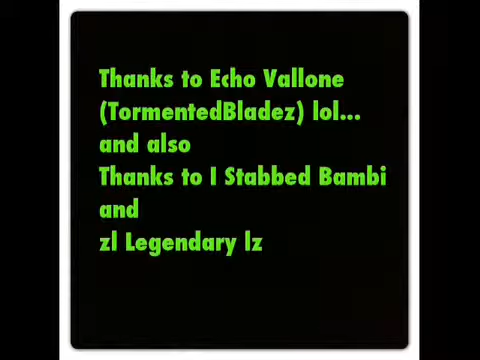 Thanks to Echo Vallone
(TormentedBladez) lol...
and also
Thanks to I Stabbed Bambi
and
zl Legendary lz